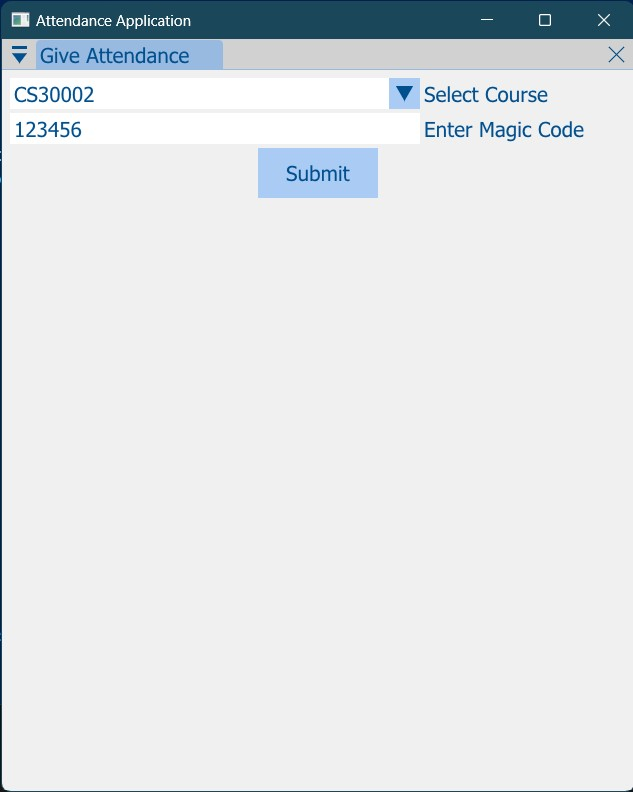 Attendance Application
Give Attendance
CS30002 Select Course
123456 Enter Magic Code
Submit